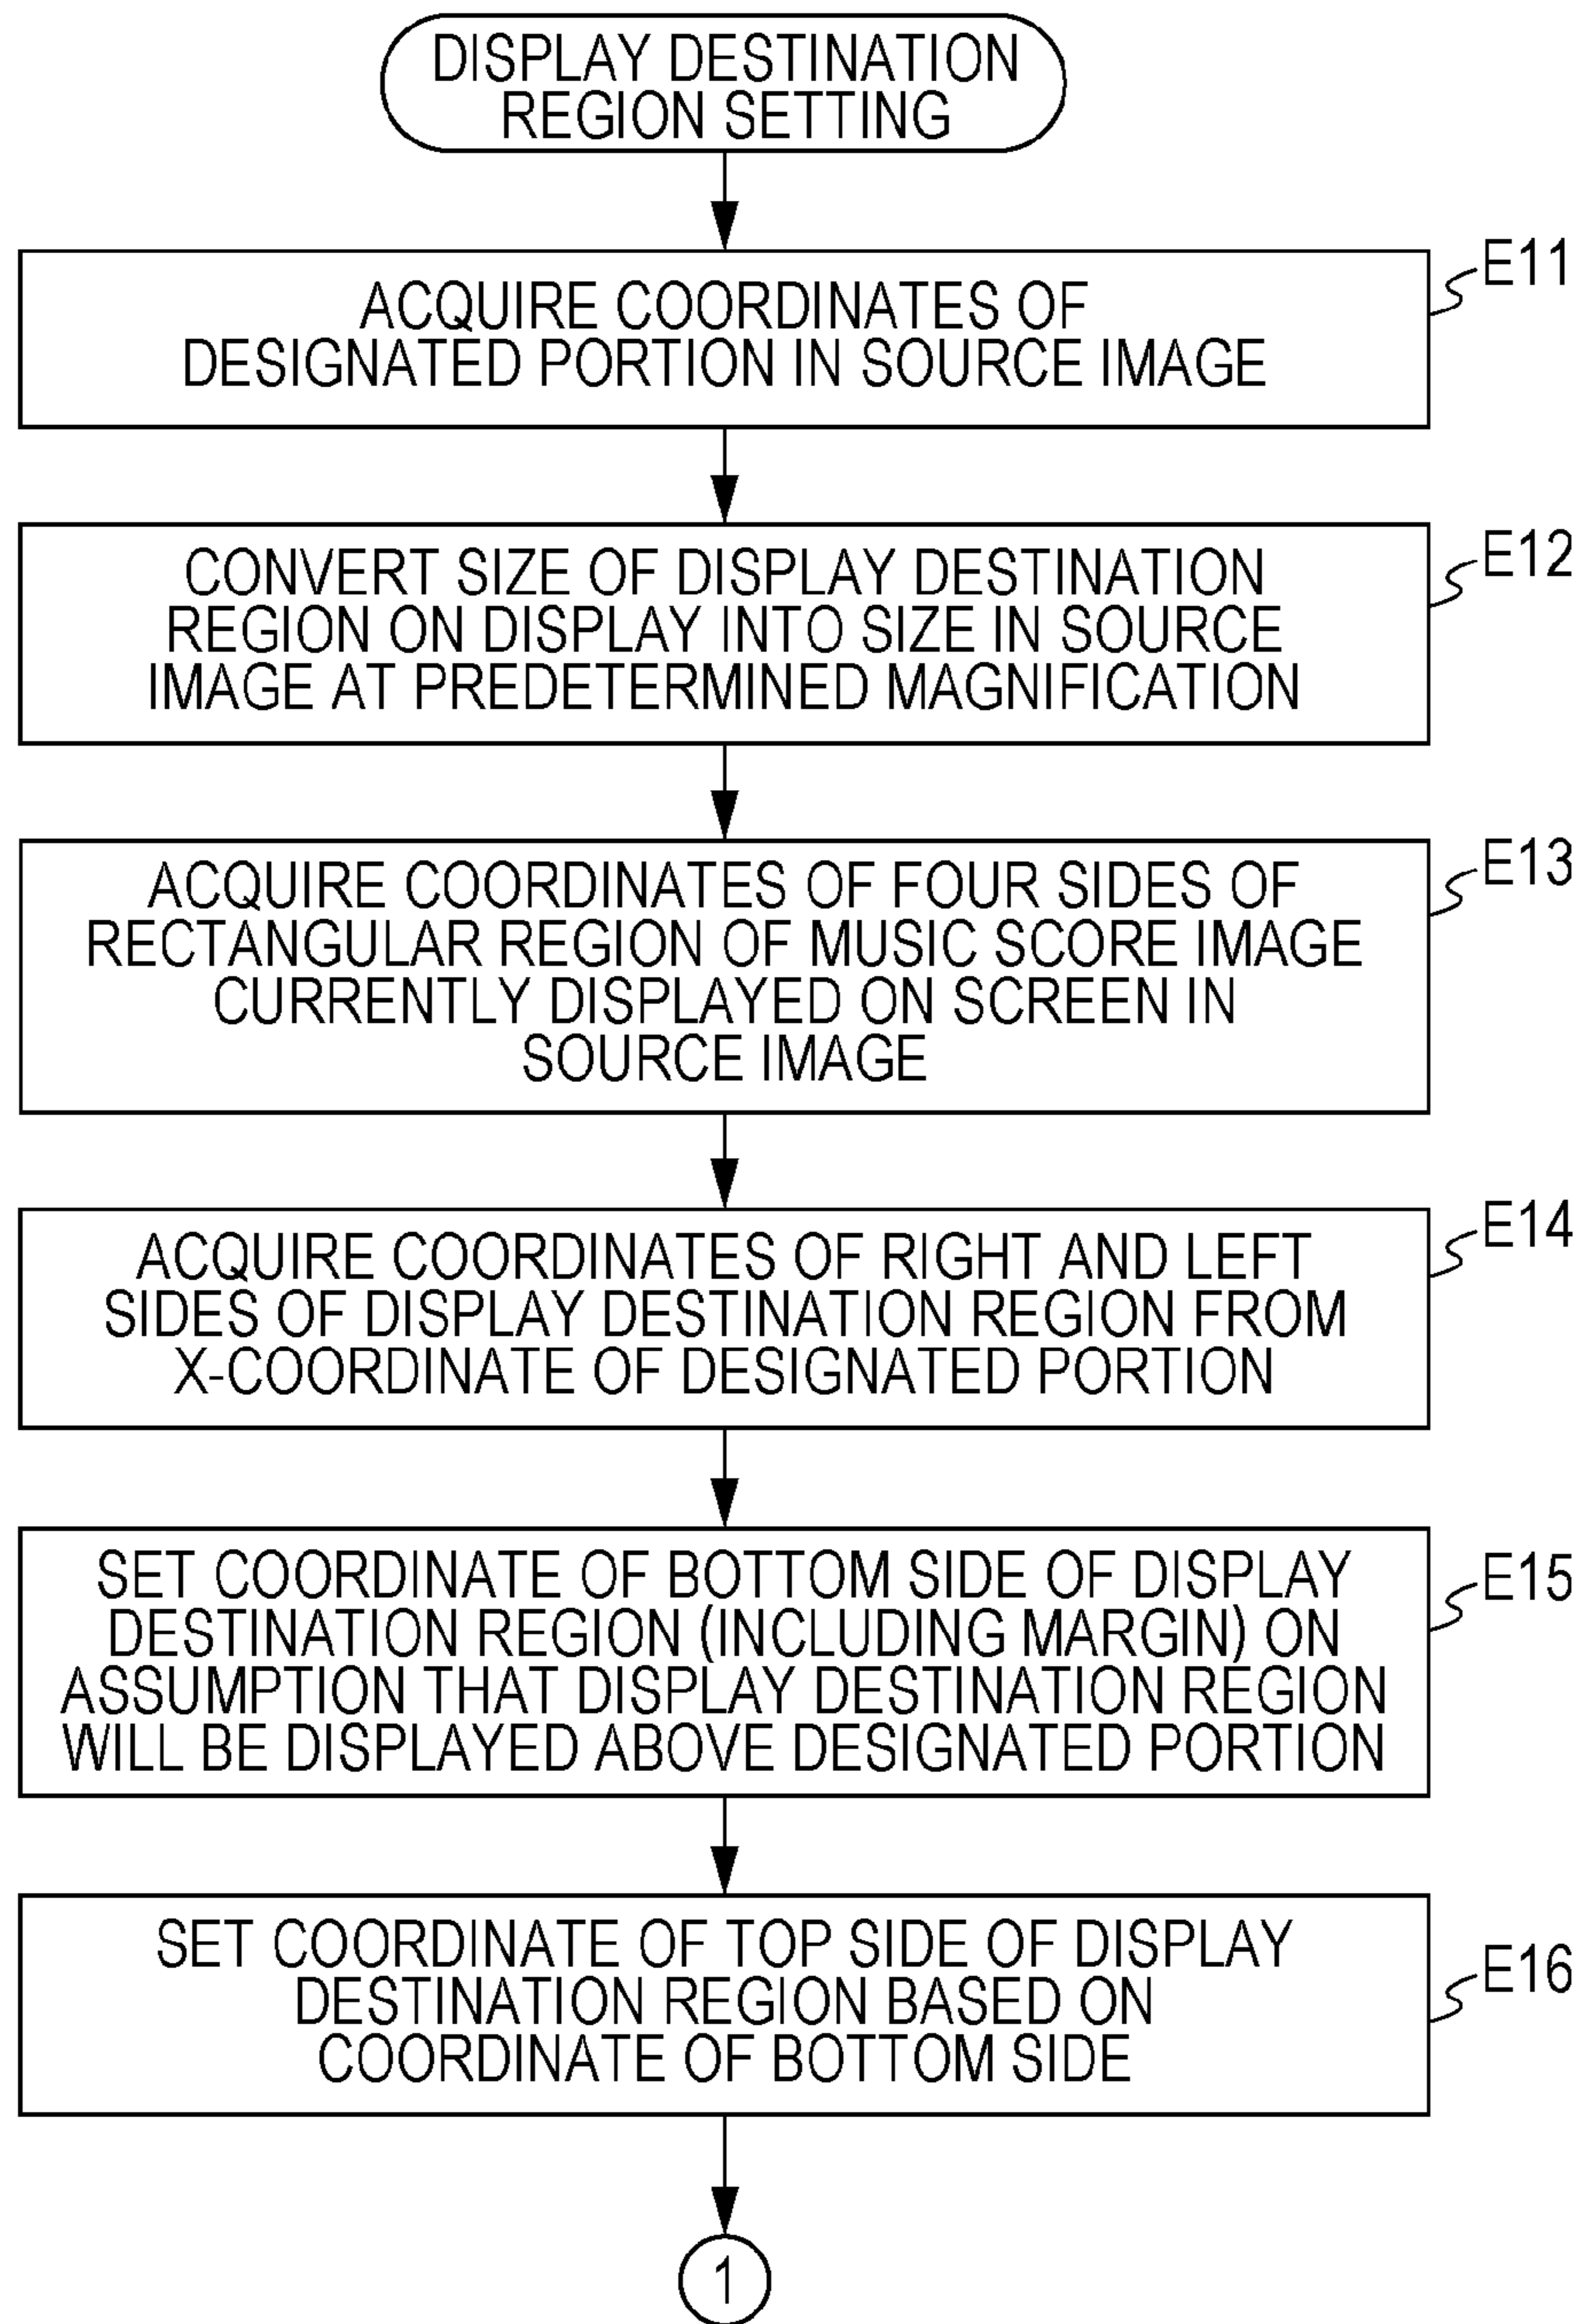 DISPLAY DESTINATION
REGION SETTING
E11
ACQUIRE COORDINATES OF
DESIGNATED PORTION IN SOURCE IMAGE
E12
CONVERT SIZE OF DISPLAY DESTINATION
REGION ON DISPLAY INTO SIZE IN SOURCE
IMAGE AT PREDETERMINED MAGNIFICATION
E13
ACQUIRE COORDINATES OF FOUR SIDES OF
RECTANGULAR REGION OF MUSIC SCORE IMAGE
CURRENTLY DISPLAYED ON SCREEN IN
SOURCE IMAGE
E14
ACQUIRE COORDINATES OF RIGHT AND LEFT
SIDES OF DISPLAY DESTINATION REGION FROM
X-COORDINATE OF DESIGNATED PORTION
E15
SET COORDINATE OF BOTTOM SIDE OF DISPLAY
DESTINATION REGION (INCLUDING MARGIN) ON
ASSUMPTION THAT DISPLAY DESTINATION REGION
WILL BE DISPLAYED ABOVE DESIGNATED PORTION
E16
SET COORDINATE OF TOP SIDE OF DISPLAY
DESTINATION REGION BASED ON
COORDINATE OF BOTTOM SIDE
1